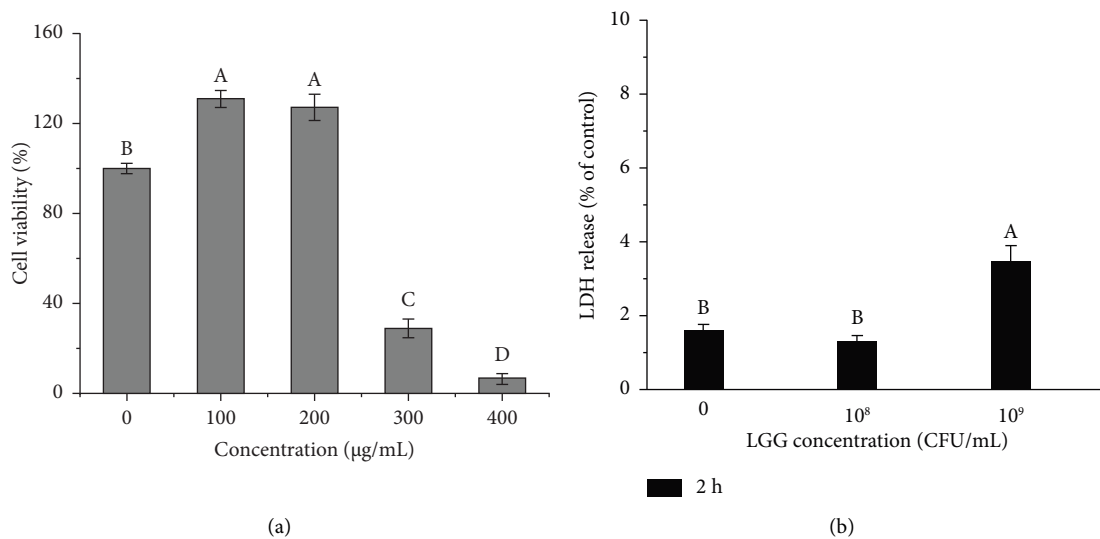 160
120
80
40
0
Cell viability (%)
B
A
A
C
D
0 100 200 300 400
Concentration (μg/mL)
(a)
10
8
6
4
2
0
LDH release (% of control)
B
B
A
0 10⁸ 10⁹
LGG concentration (CFU/mL)
2 h
(b)